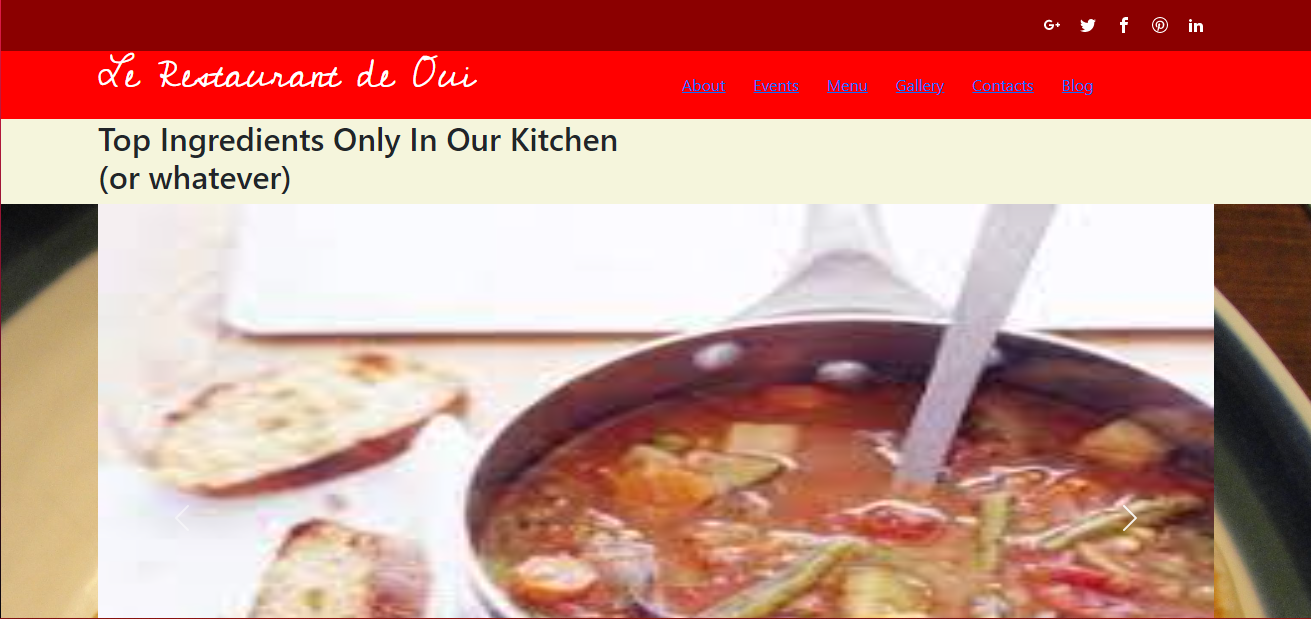 Le Restaurant de Oui
About Events Menu Gallery Contacts Blog
Top Ingredients Only In Our Kitchen
(or whatever)